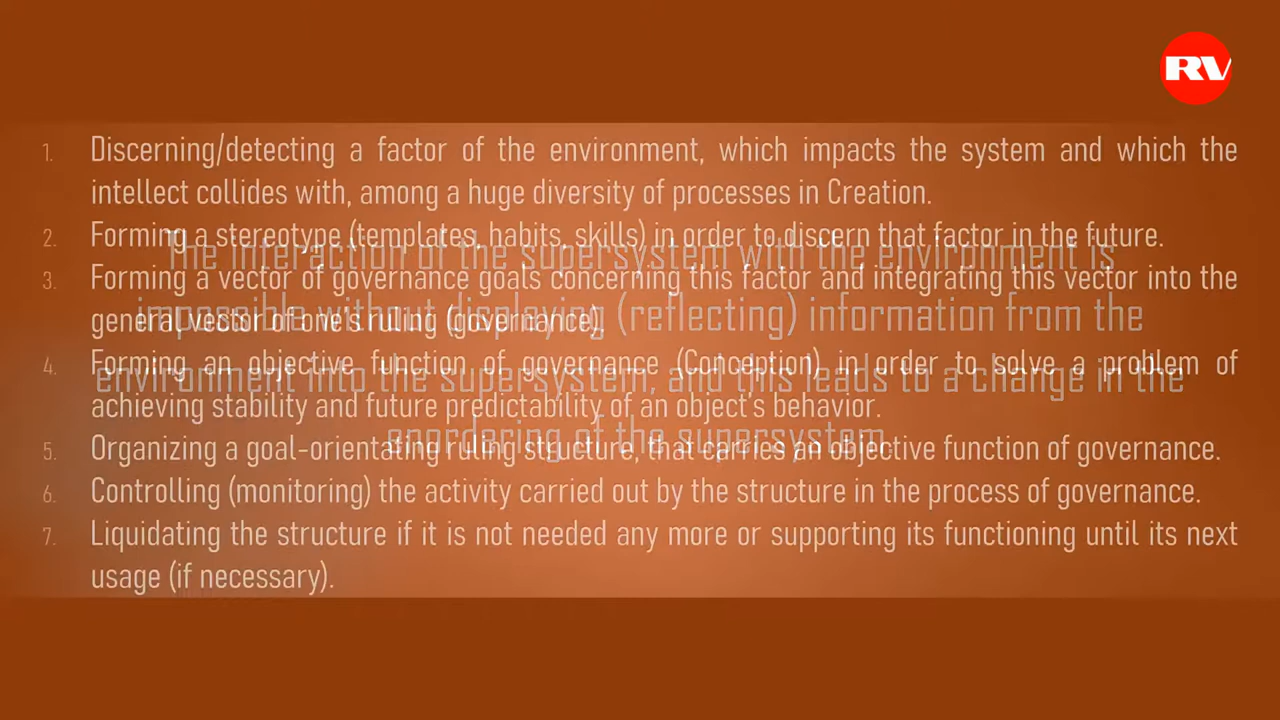 RV
1. Discerning/detecting a factor of the environment, which impacts the system and which the
intellect collides with, among a huge diversity of processes in Creation.
2. Forming a stereotype (templates, habits, skills) in order to discern that factor in the future.
3. Forming a vector of governance goals concerning this factor and integrating this vector into the
general vector of one's ruling (governance).
4. Forming an objective function of governance (Conception) in order to solve a problem of
achieving stability and future predictability of an object's behavior.
5. Organizing a goal-orientating ruling structure, that carries an objective function of governance.
6. Controlling (monitoring) the activity carried out by the structure in the process of governance.
7. Liquidating the structure if it is not needed any more or supporting its functioning until its next
usage (if necessary).
The interaction of the supersystem with the environment is
impossible without displaying (reflecting) information from the
environment into the supersystem, and this leads to a change in the
enordering of the supersystem.